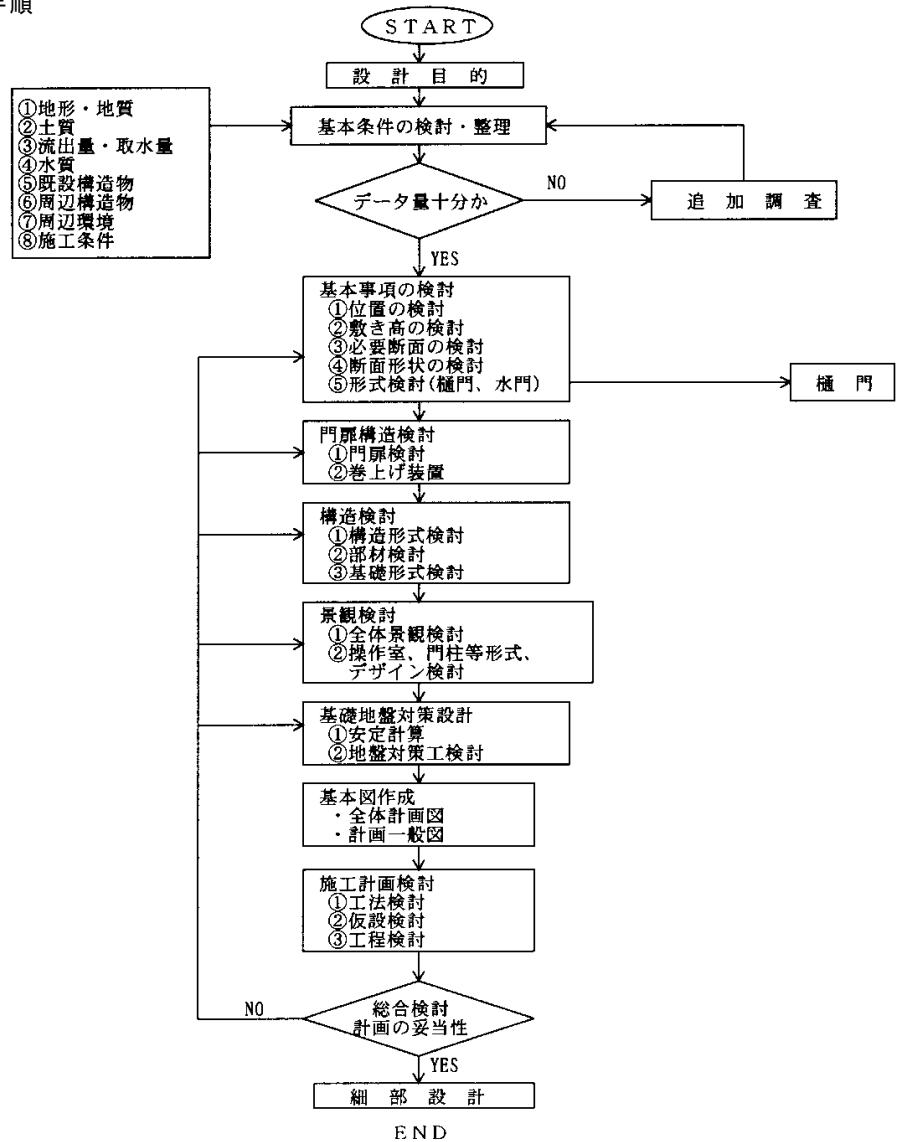 順
START
設計目的
①地形・地質
②土質
③流出量・取水量
④水質
⑤既設構造物
⑥周辺構造物
⑦周辺環境
⑧施工条件
基本条件の検討・整理
データ量十分か
NO
追加調査
YES
基本事項の検討
①位置の検討
②敷き高の検討
③必要断面の検討
④断面形状の検討
⑤形式検討(樋門、水門)
樋門
門扉構造検討
①門扉検討
②巻上げ装置
構造検討
①構造形式検討
②部材検討
③基礎形式検討
景観検討
①全体景観検討
②操作室、門柱等形式、
デザイン検討
基礎地盤対策設計
①安定計算
②地盤対策工検討
基本図作成
・全体計画図
・計画一般図
施工計画検討
①工法検討
②仮設検討
③工程検討
NO
総合検討
計画の妥当性
YES
細部設計
END